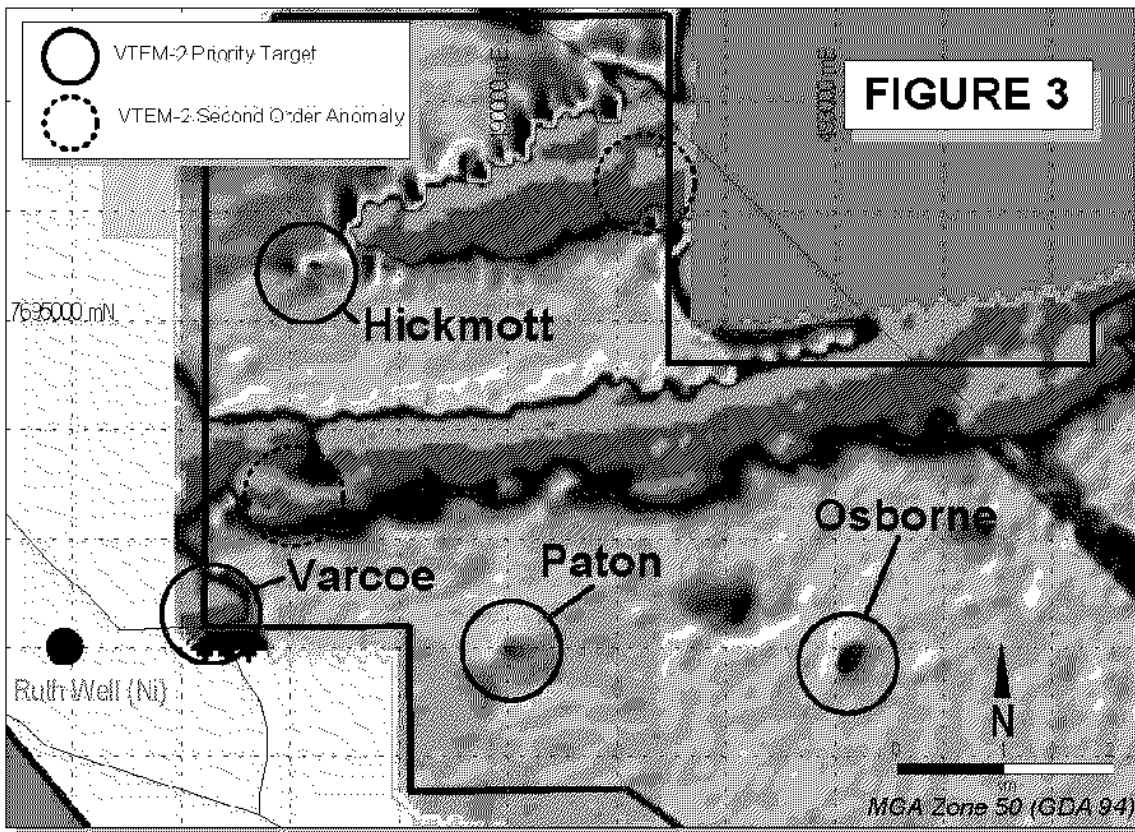 VTEM-2 Priority Target
VTEM-2 Second Order Anomaly
FIGURE 3
7695000 mN
Hickmott
Osborne
Paton
Varcoe
Ruth Well (Ni)
N
MGA Zone 50 (GDA 94)